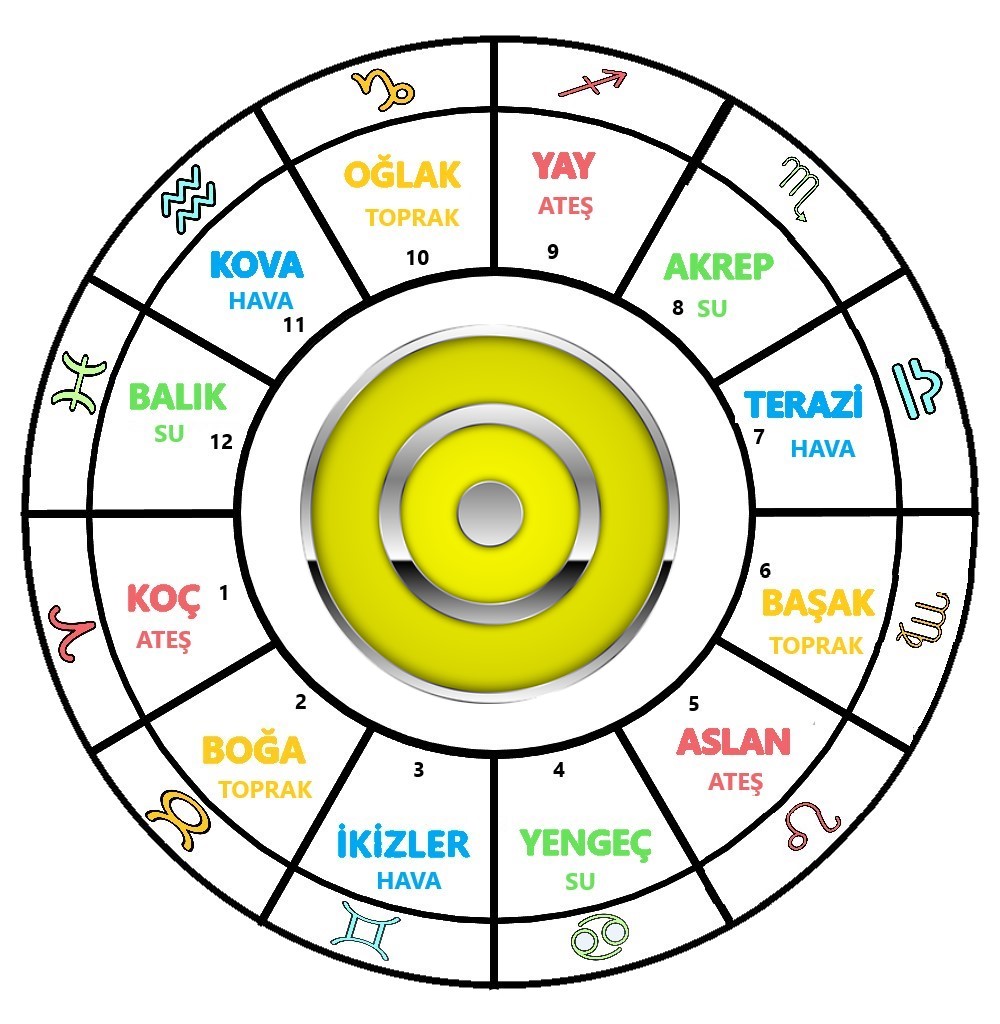 OĞLAK
TOPRAK
10
YAY
ATEŞ
9
AKREP
8 SU
TERAZİ
7
HAVA
6
BAŞAK
TOPRAK
5
ASLAN
ATEŞ
4
YENGEÇ
SU
3
İKİZLER
HAVA
2
BOĞA
TOPRAK
KOÇ 1
ATEŞ
BALIK
SU 12
KOVA
HAVA
11